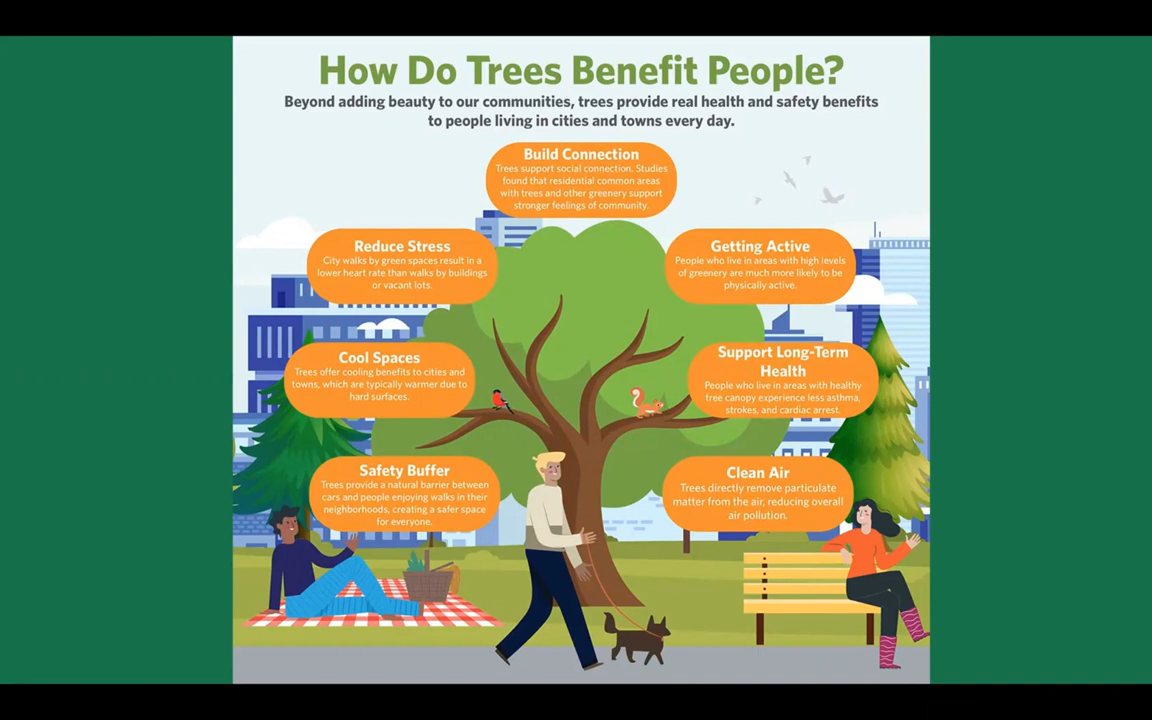 How Do Trees Benefit People?
Beyond adding beauty to our communities, trees provide real health and safety benefits
to people living in cities and towns every day.
Build Connection
Trees support social connection. Studies
found that residential common areas
with trees and other greenery support
stronger feelings of community.
Reduce Stress
City walks by green spaces result in a
lower heart rate than walks by buildings
or vacant lots.
Getting Active
People who live in areas with high levels
of greenery are much more likely to be
physically active.
Cool Spaces
Trees offer cooling benefits to cities and
towns, which are typically warmer due to
hard surfaces.
Support Long-Term
Health
People who live in areas with healthy
tree canopy experience less asthma,
strokes, and cardiac arrest.
Safety Buffer
Trees provide a natural barrier between
cars and people enjoying walks in their
neighborhoods, creating a safer space
for everyone.
Clean Air
Trees directly remove particulate
matter from the air, reducing overall
air pollution.